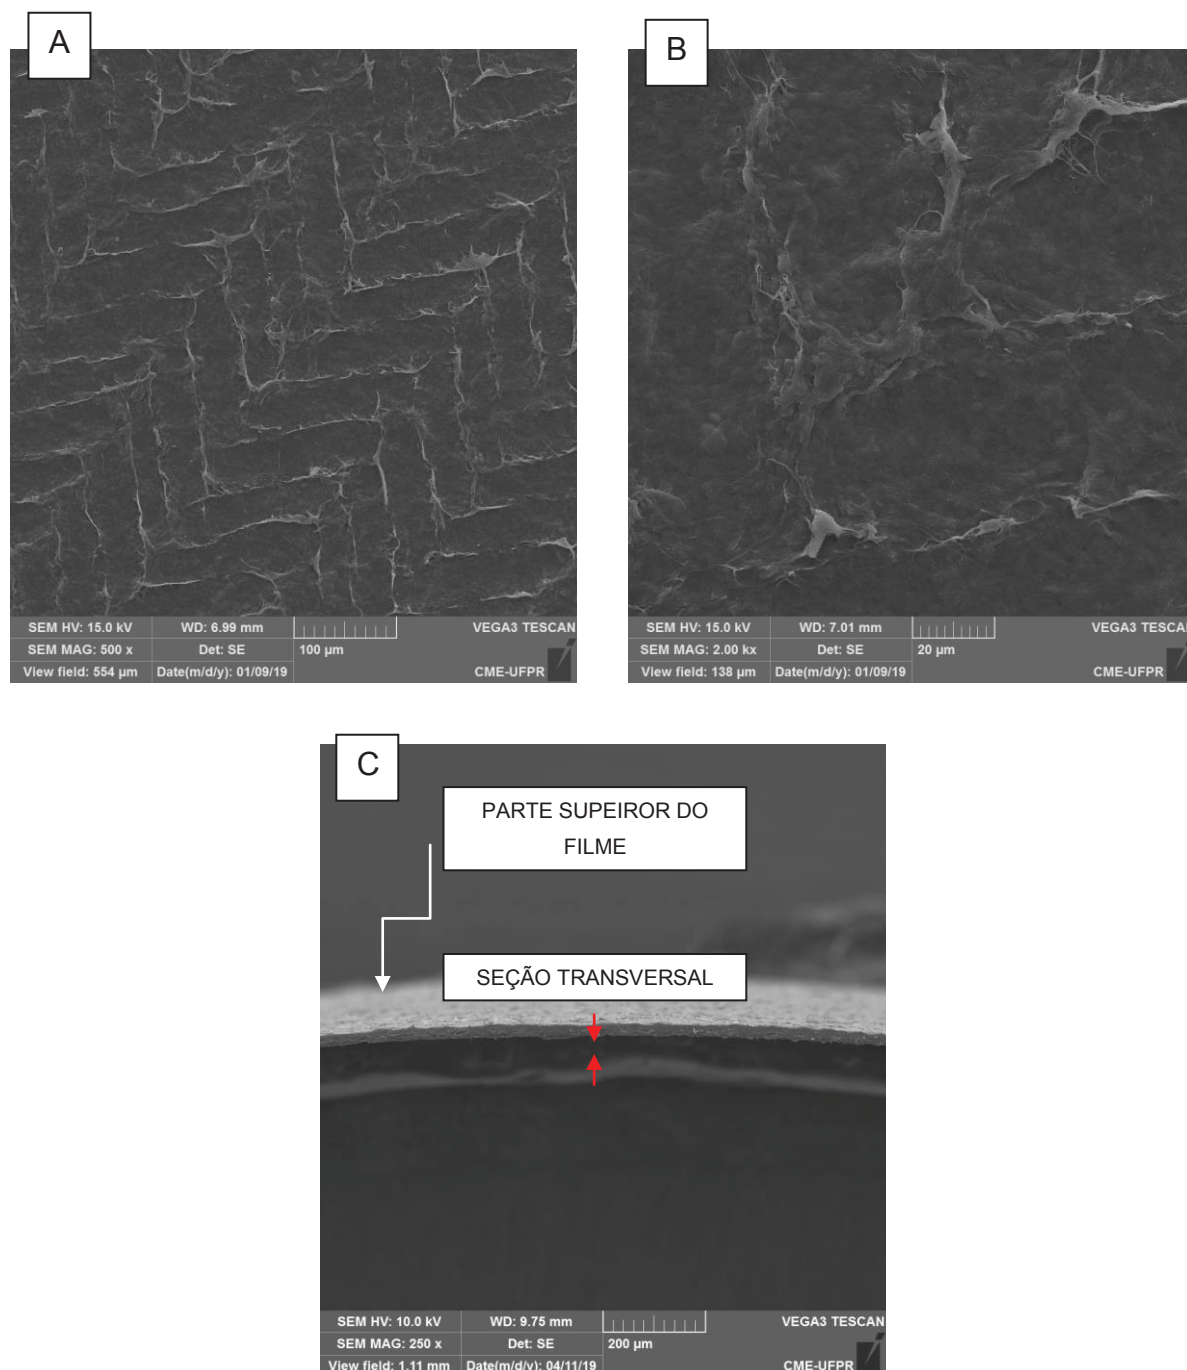 A
SEM HV: 15.0 kV WD: 6.99 mm VEGA3 TESCAN
SEM MAG: 500 x Det: SE 100 µm
View field: 554 µm Date(m/d/y): 01/09/19 CME-UFPR
B
SEM HV: 15.0 kV WD: 7.01 mm VEGA3 TESCA
SEM MAG: 2.00 kx Det: SE 20 µm
View field: 138 µm Date(m/d/y): 01/09/19 CME-UFPR
C
PARTE SUPEIROR DO
FILME
SEÇÃO TRANSVERSAL
SEM HV: 10.0 kV WD: 9.75 mm VEGA3 TESCAN
SEM MAG: 250 x Det: SE 200 µm
View field: 1.11 mm Date(m/d/y): 04/11/19 CME-UFPR